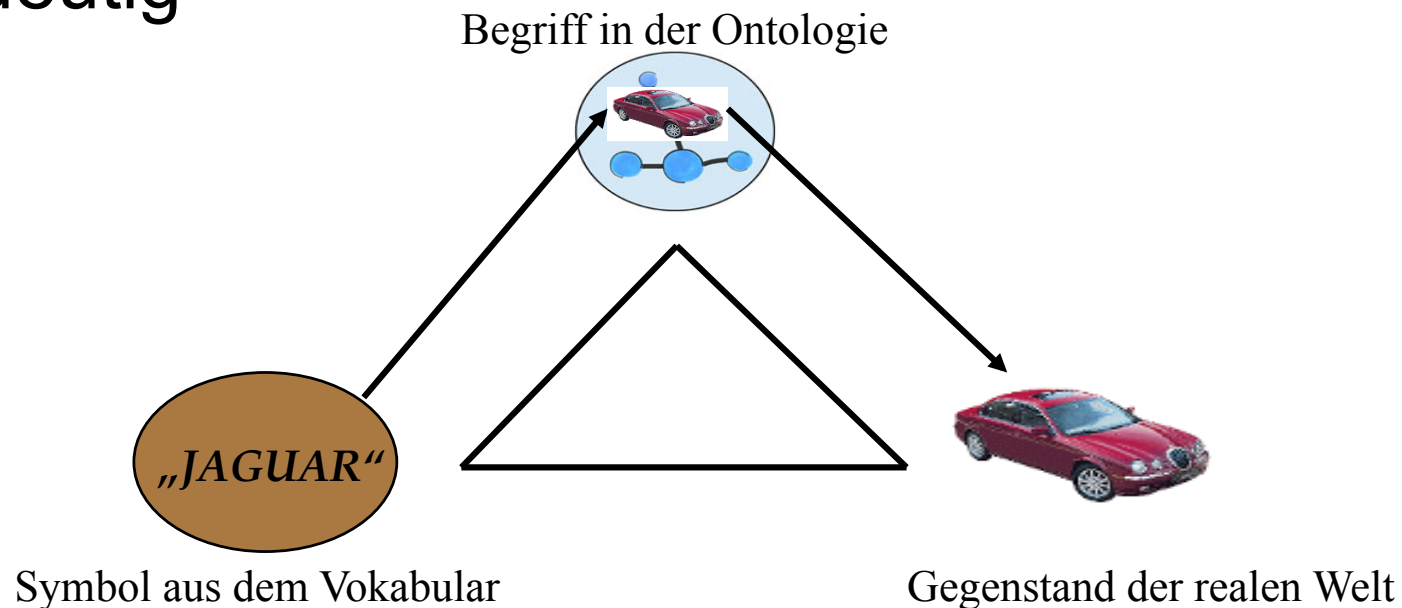 Begriff in der Ontologie
„JAGUAR“
Symbol aus dem Vokabular
Gegenstand der realen Welt